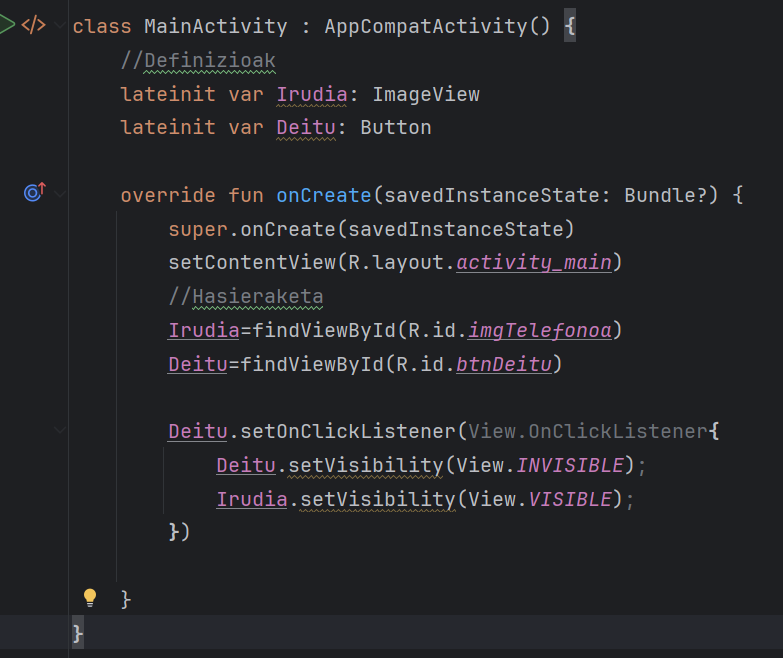 class MainActivity : AppCompatActivity() {
    //Definizioak
    lateinit var Irudia: ImageView
    lateinit var Deitu: Button
    override fun onCreate(savedInstanceState: Bundle?) {
        super.onCreate(savedInstanceState)
        setContentView(R.layout.activity_main)
        //Hasieraketa
        Irudia=findViewById(R.id.imgTelefonoa)
        Deitu=findViewById(R.id.btnDeitu)
        Deitu.setOnClickListener(View.OnClickListener{
            Deitu.setVisibility(View.INVISIBLE);
            Irudia.setVisibility(View.VISIBLE);
        })
    }
}